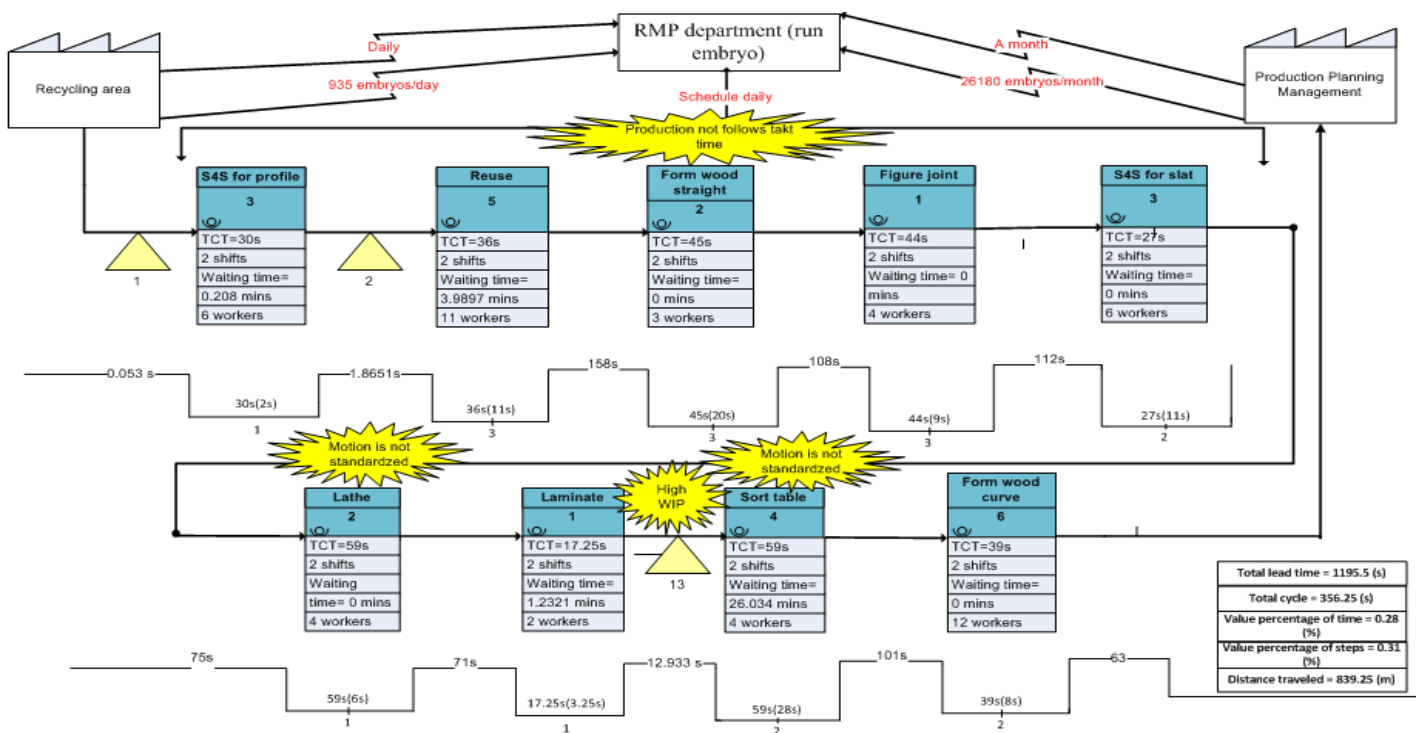 RMP department (run
embryo)
Daily
935 embryos/day
A month
26180 embryos/month
Schedule daily
Recycling area
Production Planning
Management
Production not follows takt
time
S4S for profile
3
TCT=30s
2 shifts
Waiting time=
0.208 mins
6 workers
Reuse
5
TCT=36s
2 shifts
Waiting time=
3.9897 mins
11 workers
Form wood
straight
2
TCT=45s
2 shifts
Waiting time=
0 mins
3 workers
Figure joint
1
TCT=44s
2 shifts
Waiting time= 0
mins
4 workers
S4S for slat
3
TCT=27s
2 shifts
Waiting time=
0 mins
6 workers
1
2
I
0.053 s
30s(2s)
1
1.8651s
36s(11s)
3
158s
45s(20s)
3
108s
44s(9s)
3
112s
27s(11s)
2
Motion is not
standardzed
High
WIP
Motion is not
standardzed
Lathe
2
TCT=59s
2 shifts
Waiting
time= 0 mins
4 workers
Laminate
1
TCT=17.25s
2 shifts
Waiting time=
1.2321 mins
2 workers
13
Sort table
4
TCT=59s
2 shifts
Waiting time=
26.034 mins
4 workers
Form wood
curve
6
TCT=39s
2 shifts
Waiting time=
0 mins
12 workers
I
75s
59s(6s)
1
71s
17.25s(3.25s)
1
12.933 s
59s(28s)
2
101s
39s(8s)
2
63
Total lead time = 1195.5 (s)
Total cycle = 356.25 (s)
Value percentage of time = 0.28
(%)
Value percentage of steps = 0.31
(%)
Distance traveled = 839.25 (m)